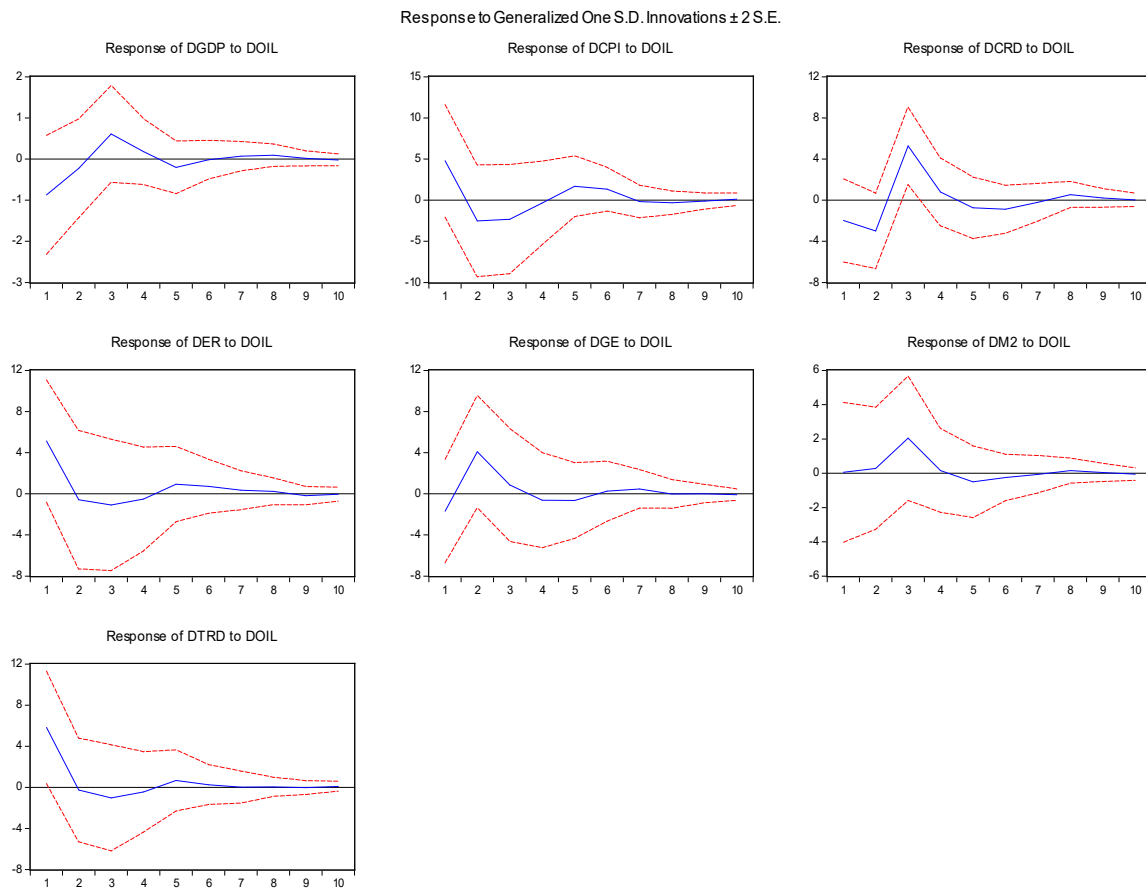 Response to Generalized One S.D. Innovations ± 2 S.E.
Response of DGDP to DOIL
2
1
0
-1
-2
-3
1 2 3 4 5 6 7 8 9 10
Response of DCPI to DOIL
15
10
5
0
-5
-10
1 2 3 4 5 6 7 8 9 10
Response of DCRD to DOIL
12
8
4
0
-4
-8
1 2 3 4 5 6 7 8 9 10
Response of DER to DOIL
12
8
4
0
-4
-8
1 2 3 4 5 6 7 8 9 10
Response of DGE to DOIL
12
8
4
0
-4
-8
1 2 3 4 5 6 7 8 9 10
Response of DM2 to DOIL
6
4
2
0
-2
-4
-6
1 2 3 4 5 6 7 8 9 10
Response of DTRD to DOIL
12
8
4
0
-4
-8
1 2 3 4 5 6 7 8 9 10